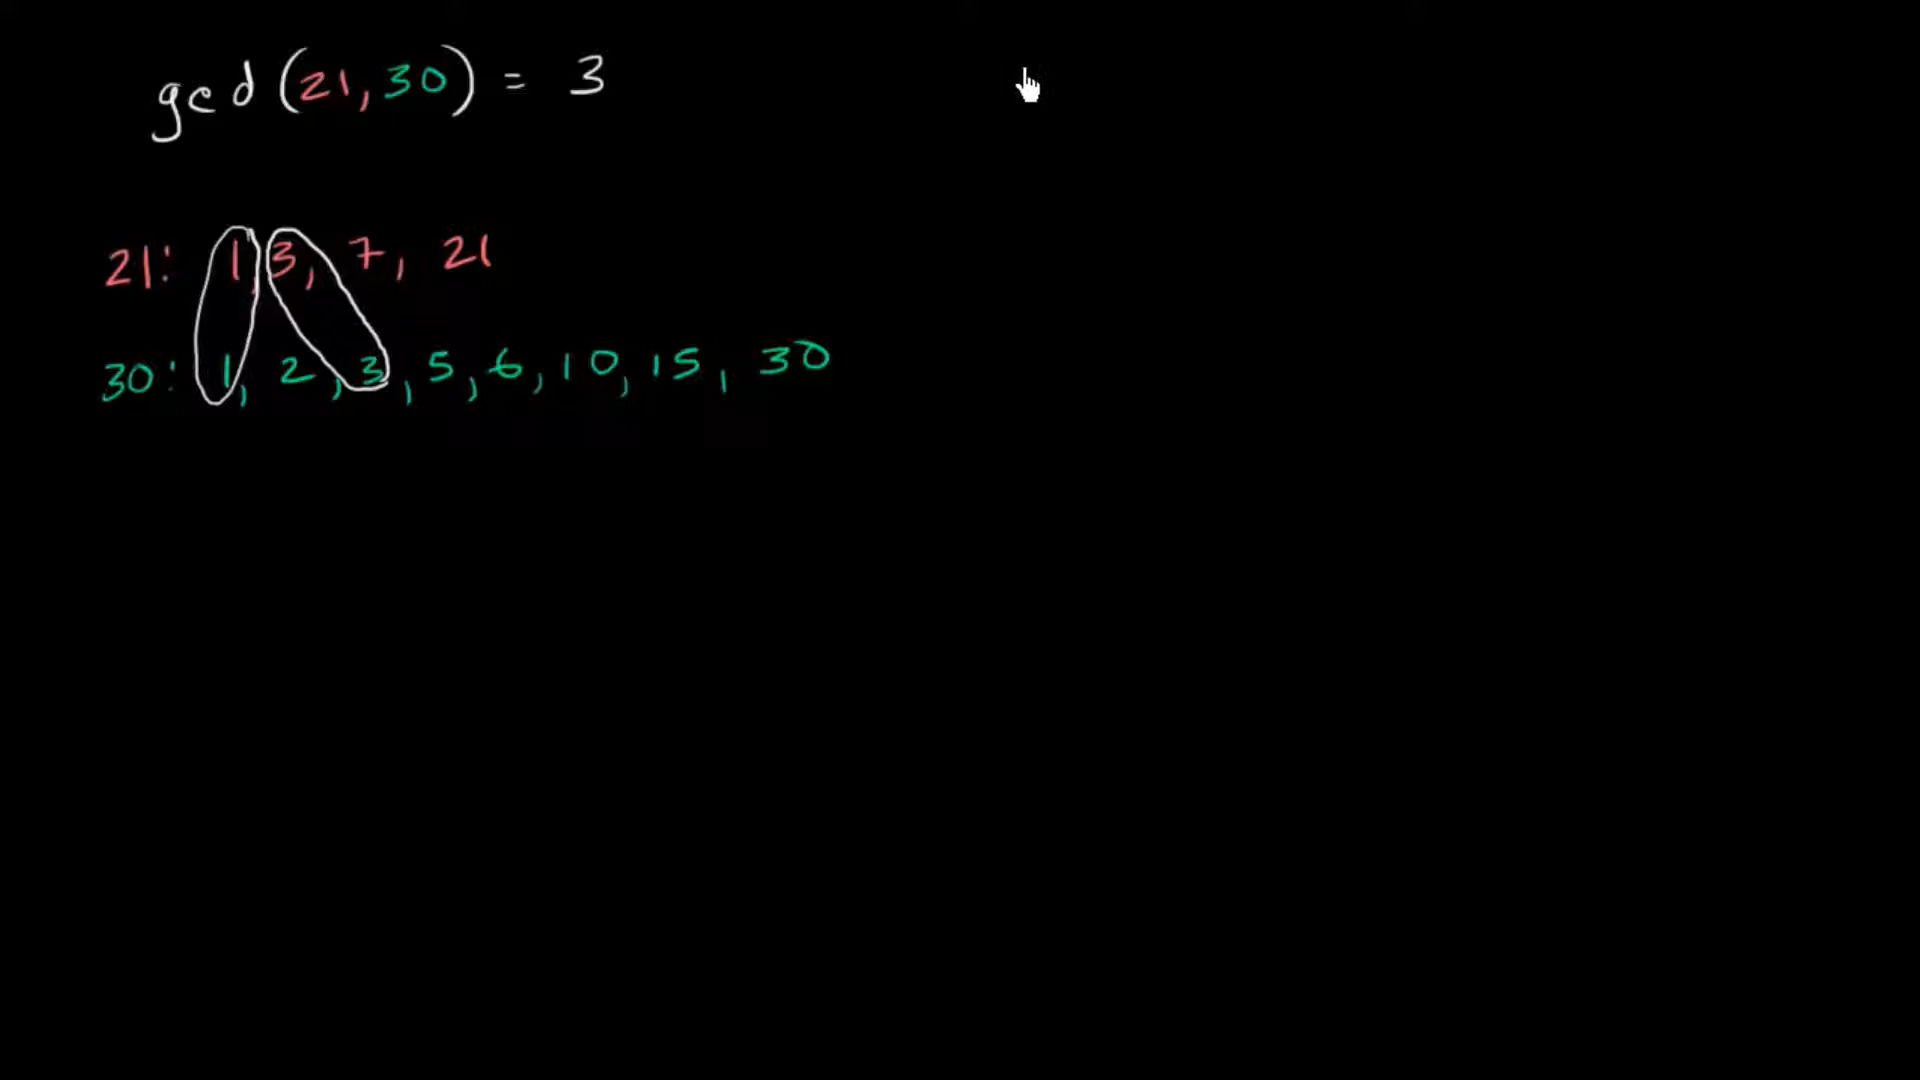 gcd (21,30) = 3
21: 1, 3, 7, 21
30: 1, 2, 3, 5, 6, 10, 15, 30